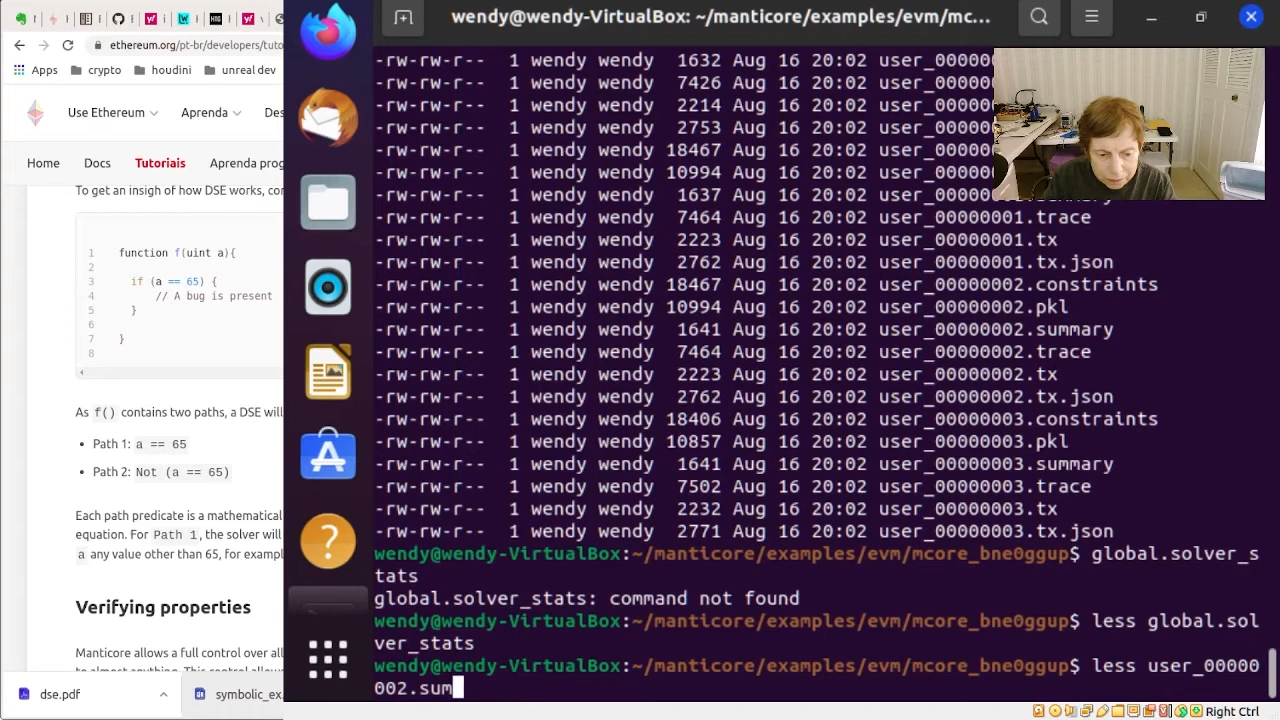 ethereum.org/pt-br/developers/tuto
Apps
crypto
houdini
unreal dev
Use Ethereum
Aprenda
Des
Home
Docs
Tutoriais
Aprenda prog
To get an insigh of how DSE works, con
1 function f(uint a){
2
3 if (a == 65) {
4 // A bug is present
5 }
6
7 }
8
As f() contains two paths, a DSE will
Path 1: a == 65
Path 2: Not (a == 65)
Each path predicate is a mathematical
equation. For Path 1, the solver will
a any value other than 65, for examp
Verifying properties
Manticore allows a full control over all
dse.pdf
symbolic_ex
wendy@wendy-VirtualBox: ~/manticore/examples/evm/mc...
-rw-rw-r-- 1 wendy wendy 1632 Aug 16 20:02 user_000000
-rw-rw-r-- 1 wendy wendy 7426 Aug 16 20:02 user_000000
-rw-rw-r-- 1 wendy wendy 2214 Aug 16 20:02 user_000000
-rw-rw-r-- 1 wendy wendy 2753 Aug 16 20:02 user_000000
-rw-rw-r-- 1 wendy wendy 18467 Aug 16 20:02 user_000000
-rw-rw-r-- 1 wendy wendy 10994 Aug 16 20:02 user_000000
-rw-rw-r-- 1 wendy wendy 1637 Aug 16 20:02 user_000000
-rw-rw-r-- 1 wendy wendy 7464 Aug 16 20:02 user_00000001.trace
-rw-rw-r-- 1 wendy wendy 2223 Aug 16 20:02 user_00000001.tx
-rw-rw-r-- 1 wendy wendy 2762 Aug 16 20:02 user_00000001.tx.json
-rw-rw-r-- 1 wendy wendy 18467 Aug 16 20:02 user_00000002.constraints
-rw-rw-r-- 1 wendy wendy 10994 Aug 16 20:02 user_00000002.pkl
-rw-rw-r-- 1 wendy wendy 1641 Aug 16 20:02 user_00000002.summary
-rw-rw-r-- 1 wendy wendy 7464 Aug 16 20:02 user_00000002.trace
-rw-rw-r-- 1 wendy wendy 2223 Aug 16 20:02 user_00000002.tx
-rw-rw-r-- 1 wendy wendy 2762 Aug 16 20:02 user_00000002.tx.json
-rw-rw-r-- 1 wendy wendy 18406 Aug 16 20:02 user_00000003.constraints
-rw-rw-r-- 1 wendy wendy 10857 Aug 16 20:02 user_00000003.pkl
-rw-rw-r-- 1 wendy wendy 1641 Aug 16 20:02 user_00000003.summary
-rw-rw-r-- 1 wendy wendy 7502 Aug 16 20:02 user_00000003.trace
-rw-rw-r-- 1 wendy wendy 2232 Aug 16 20:02 user_00000003.tx
-rw-rw-r-- 1 wendy wendy 2771 Aug 16 20:02 user_00000003.tx.json
wendy@wendy-VirtualBox:~/manticore/examples/evm/mcore_bne0ggup$ global.solver_s
tats
global.solver_stats: command not found
wendy@wendy-VirtualBox:~/manticore/examples/evm/mcore_bne0ggup$ less global.sol
ver_stats
wendy@wendy-VirtualBox:~/manticore/examples/evm/mcore_bne0ggup$ less user_00000
002.sum
Right Ctrl